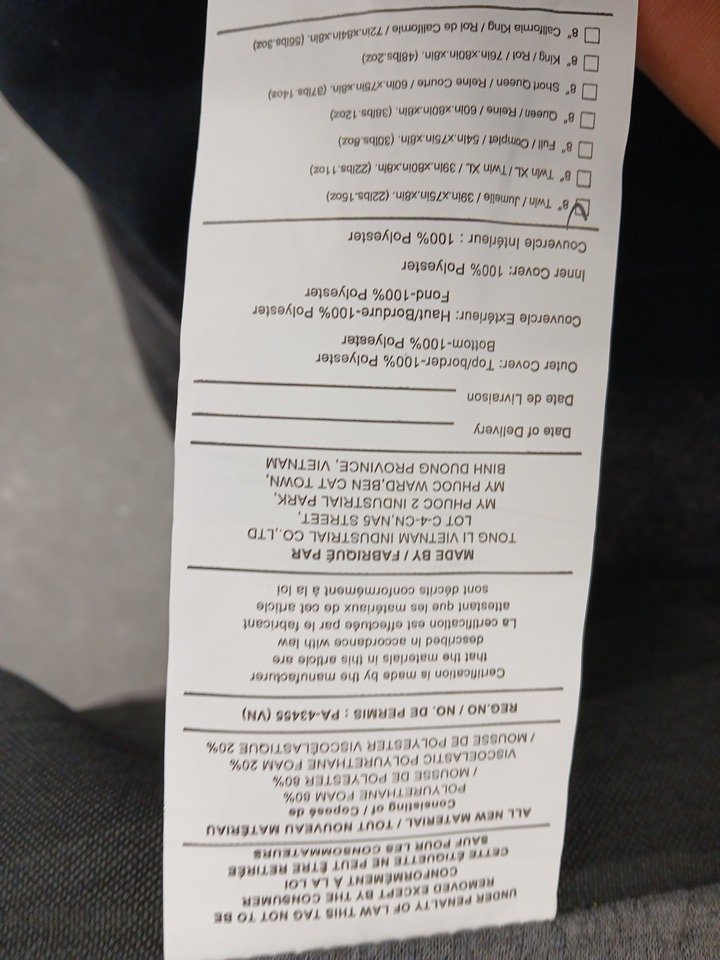 UNDER PENALTY OF LAW THIS TAG NOT TO BE
REMOVED EXCEPT BY THE CONSUMER
CONFORMÉMENT À LA LOI
CETTE ÉTIQUETTE NE PEUT ÊTRE RETIRÉE
SAUF POUR LES CONSOMMATEURS
ALL NEW MATERIAL / TOUT NOUVEAU MATÉRIAU
Consisting of / Coposé de
POLYURETHANE FOAM 80%
/ MOUSSE DE POLYESTER 80%
VISCOELASTIC POLYURETHANE FOAM 20%
/ MOUSSE DE POLYESTER VISCOÉLASTIQUE 20%
REG.NO / NO. DE PERMIS : PA-43455 (VN)
Certification is made by the manufacturer
that the materials in this article are
described in accordance with law
La certification est effectuée par le fabricant
attestant que les matériaux de cet article
sont décrits conformément à la loi
MADE BY / FABRIQUÉ PAR
TONG LI VIETNAM INDUSTRIAL CO.,LTD
LOT C-4-CN,NA5 STREET,
MY PHUOC 2 INDUSTRIAL PARK,
MY PHUOC WARD,BEN CAT TOWN,
BINH DUONG PROVINCE, VIETNAM
Date of Delivery
Date de Livraison
Outer Cover: Top/border-100% Polyester
Bottom-100% Polyester
Couvercle Extérieur: Haut/Bordure-100% Polyester
Fond-100% Polyester
Inner Cover: 100% Polyester
Couvercle Intérieur : 100% Polyester
8" Twin / Jumelle / 39in.x75in.x8in. (22lbs.15oz)
8" Twin XL / Twin XL / 39in.x80in.x8in. (22lbs.11oz)
8" Full / Complet / 54in.x75in.x8in. (30lbs.8oz)
8" Queen / Reine / 60in.x80in.x8in. (38lbs.12oz)
8" Short Queen / Reine Courte / 60in.x75in.x8in. (37lbs.14oz)
8" King / Roi / 76in.x80in.x8in. (48lbs.2oz)
8" California King / Roi de Californie / 72in.x84in.x8in. (56lbs.3oz)